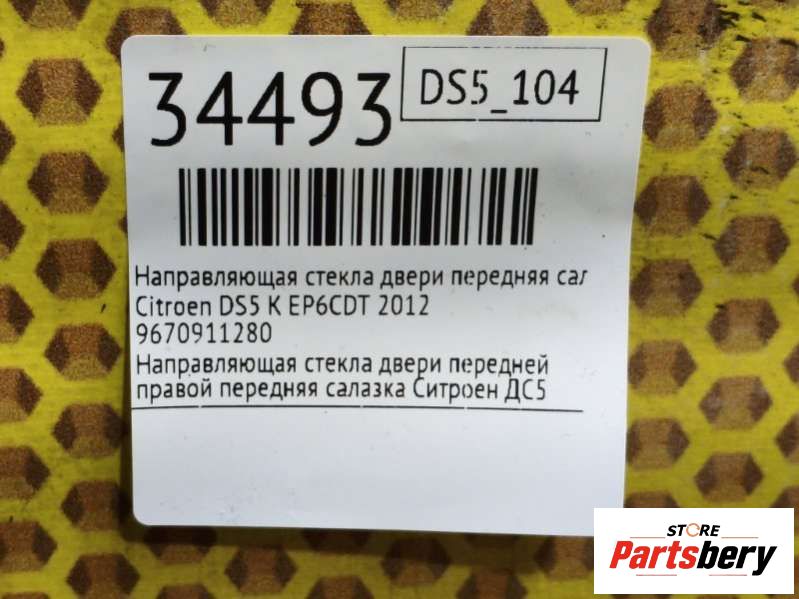 34493
DS5_104
Направляющая стекла двери передняя сал
Citroen DS5 K EP6CDT 2012
9670911280
Направляющая стекла двери передней
правой передняя салазка Ситроен ДС5
STORE
Partsbery